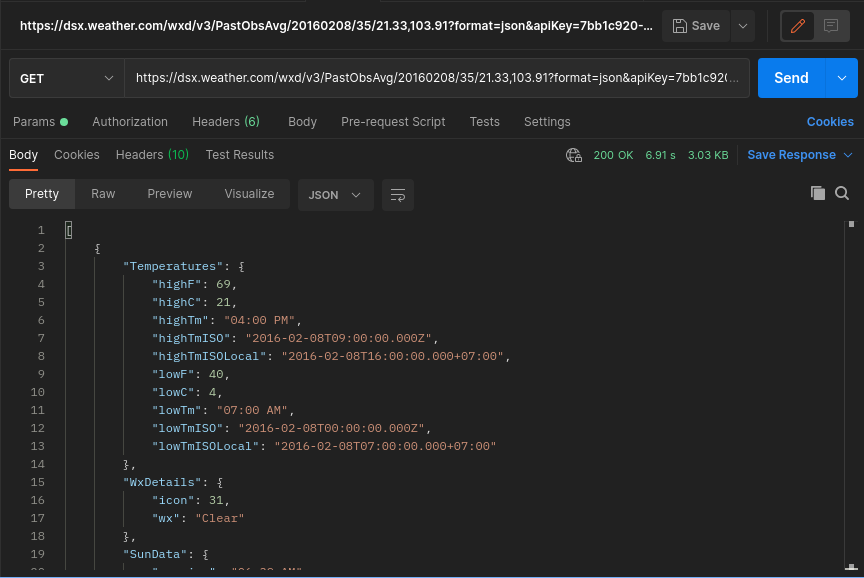 https://dsx.weather.com/wxd/v3/PastObsAvg/20160208/35/21.33,103.91?format=json&apiKey=7bb1c920-... Save
GET https://dsx.weather.com/wxd/v3/PastObsAvg/20160208/35/21.33,103.91?format=json&apiKey=7bb1c920... Send
Params Authorization Headers (6) Body Pre-request Script Tests Settings Cookies
Body Cookies Headers (10) Test Results 200 OK 6.91 s 3.03 KB Save Response
Pretty Raw Preview Visualize JSON
1 [
2 {
3 "Temperatures": {
4 "highF": 69,
5 "highC": 21,
6 "highTm": "04:00 PM",
7 "highTmISO": "2016-02-08T09:00:00.000Z",
8 "highTmISOLocal": "2016-02-08T16:00:00.000+07:00",
9 "lowF": 40,
10 "lowC": 4,
11 "lowTm": "07:00 AM",
12 "lowTmISO": "2016-02-08T00:00:00.000Z",
13 "lowTmISOLocal": "2016-02-08T07:00:00.000+07:00"
14 },
15 "WxDetails": {
16 "icon": 31,
17 "wx": "Clear"
18 },
19 "SunData": {